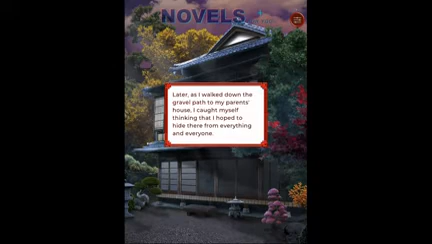 NOVELS
Later, as I walked down the
gravel path to my parents'
house, I caught myself
thinking that I hoped to
hide there from everything
and everyone.